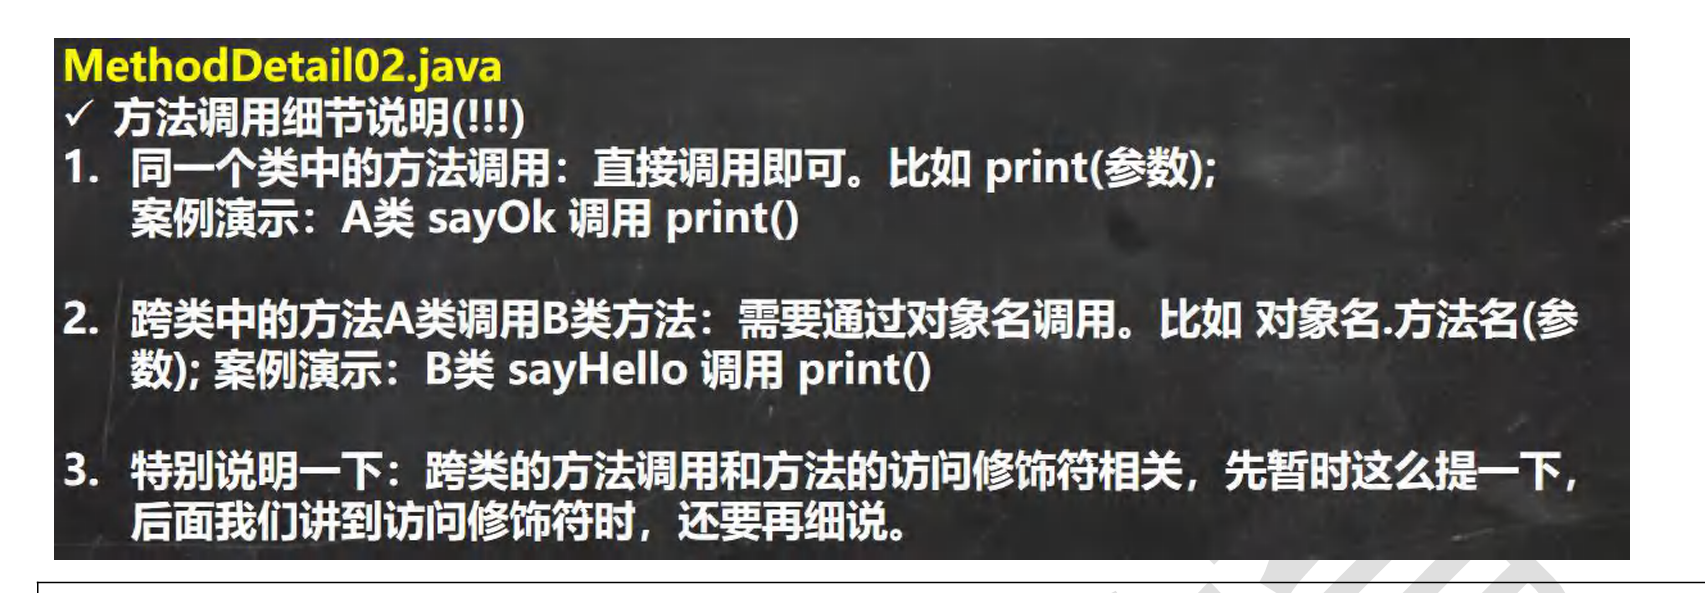 MethodDetail02.java
✓ 方法调用细节说明(!!!)
1. 同一个类中的方法调用：直接调用即可。比如 print(参数);
案例演示：A类 sayOk 调用 print()
2. 跨类中的方法A类调用B类方法：需要通过对象名调用。比如 对象名.方法名(参
数); 案例演示：B类 sayHello 调用 print()
3. 特别说明一下：跨类的方法调用和方法的访问修饰符相关，先暂时这么提一下，
后面我们讲到访问修饰符时，还要再细说。